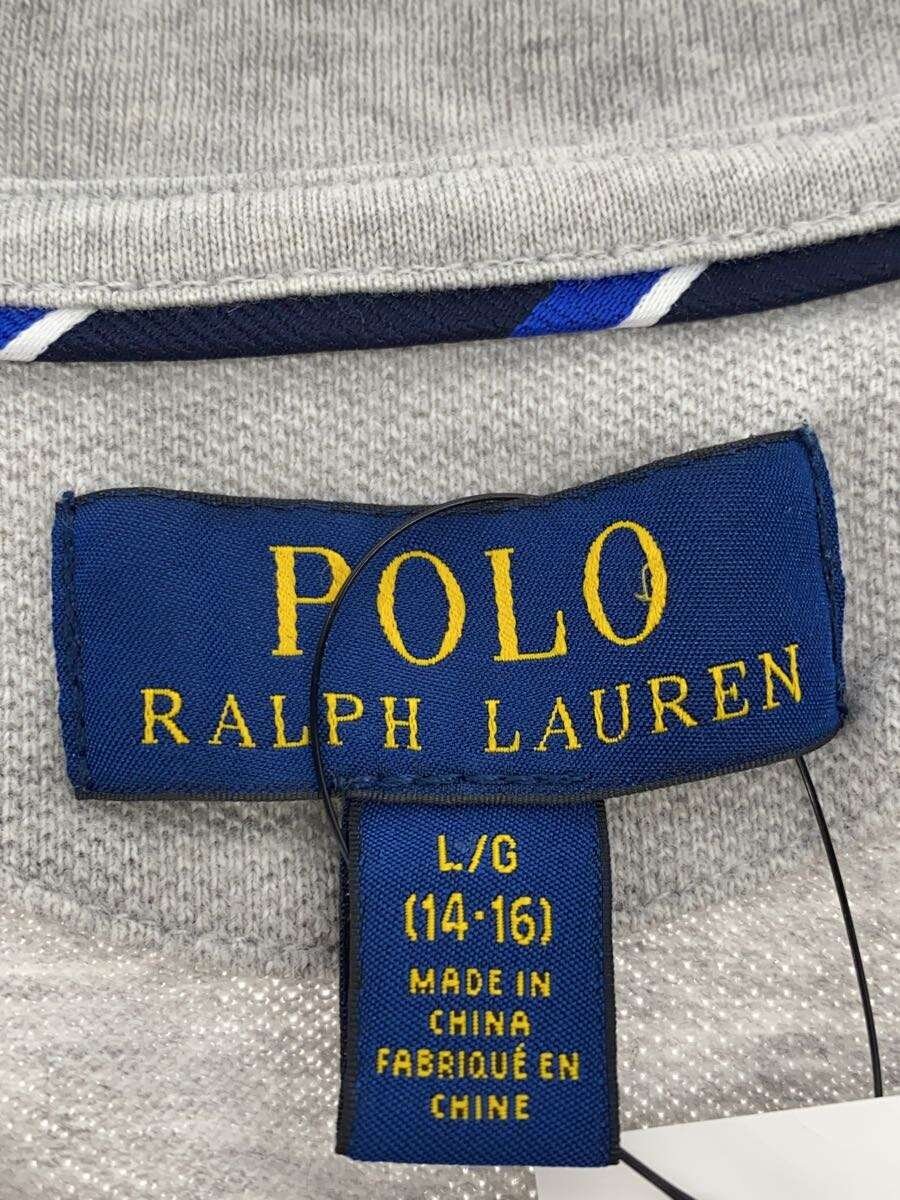 POLO
RALPH LAUREN
L/G
(14-16)
MADE IN
CHINA
FABRIQUÉ EN
CHINE